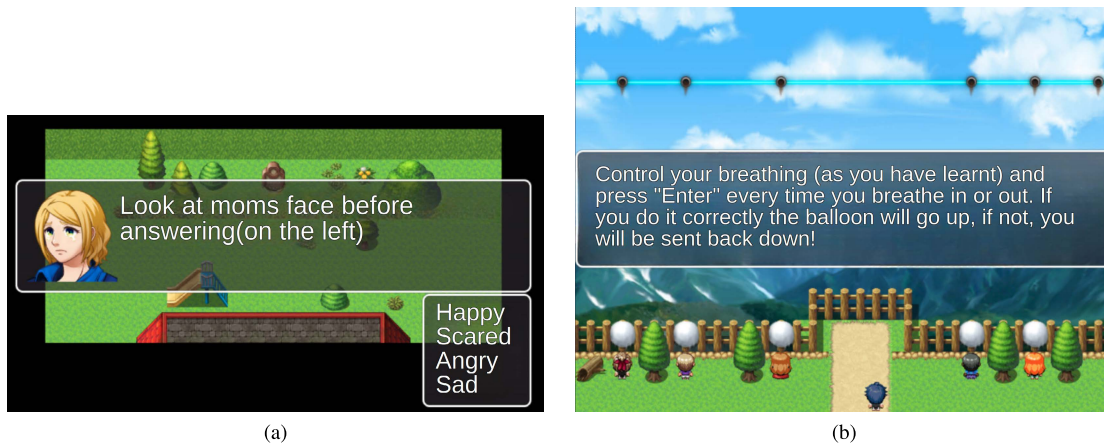 Look at moms face before
answering(on the left)
Happy
Scared
Angry
Sad
(a)
Control your breathing (as you have learnt) and
press "Enter" every time you breathe in or out. If
you do it correctly the balloon will go up, if not, you
will be sent back down!
(b)